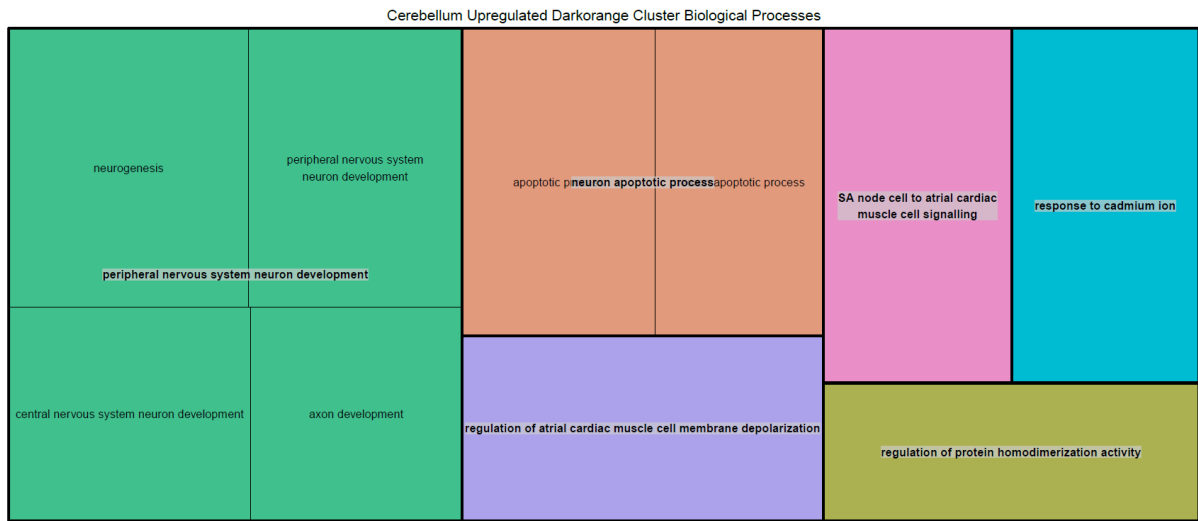 Cerebellum Upregulated Darkorange Cluster Biological Processes
neurogenesis
peripheral nervous system
neuron development
peripheral nervous system neuron development
central nervous system neuron development
axon development
apoptotic
neuron apoptotic process
apoptotic process
regulation of atrial cardiac muscle cell membrane depolarization
SA node cell to atrial cardiac
muscle cell signalling
response to cadmium ion
regulation of protein homodimerization activity